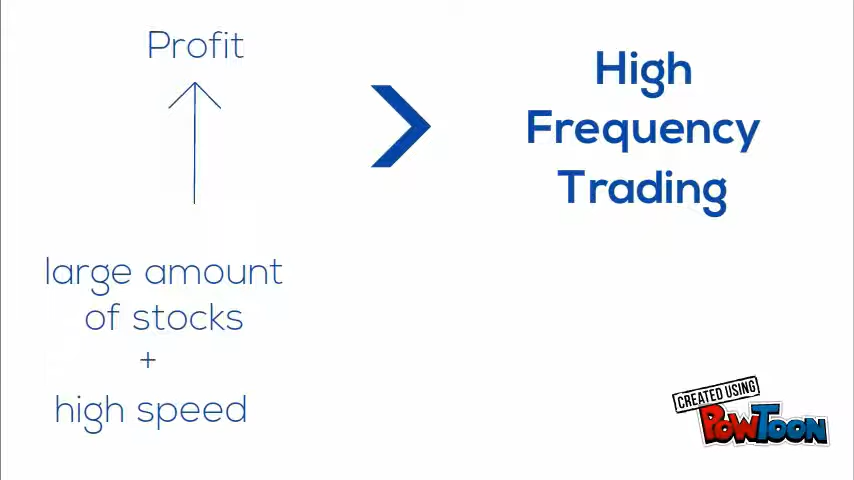 Profit
large amount
of stocks
+
high speed
High
Frequency
Trading
CREATED USING
POWTOON